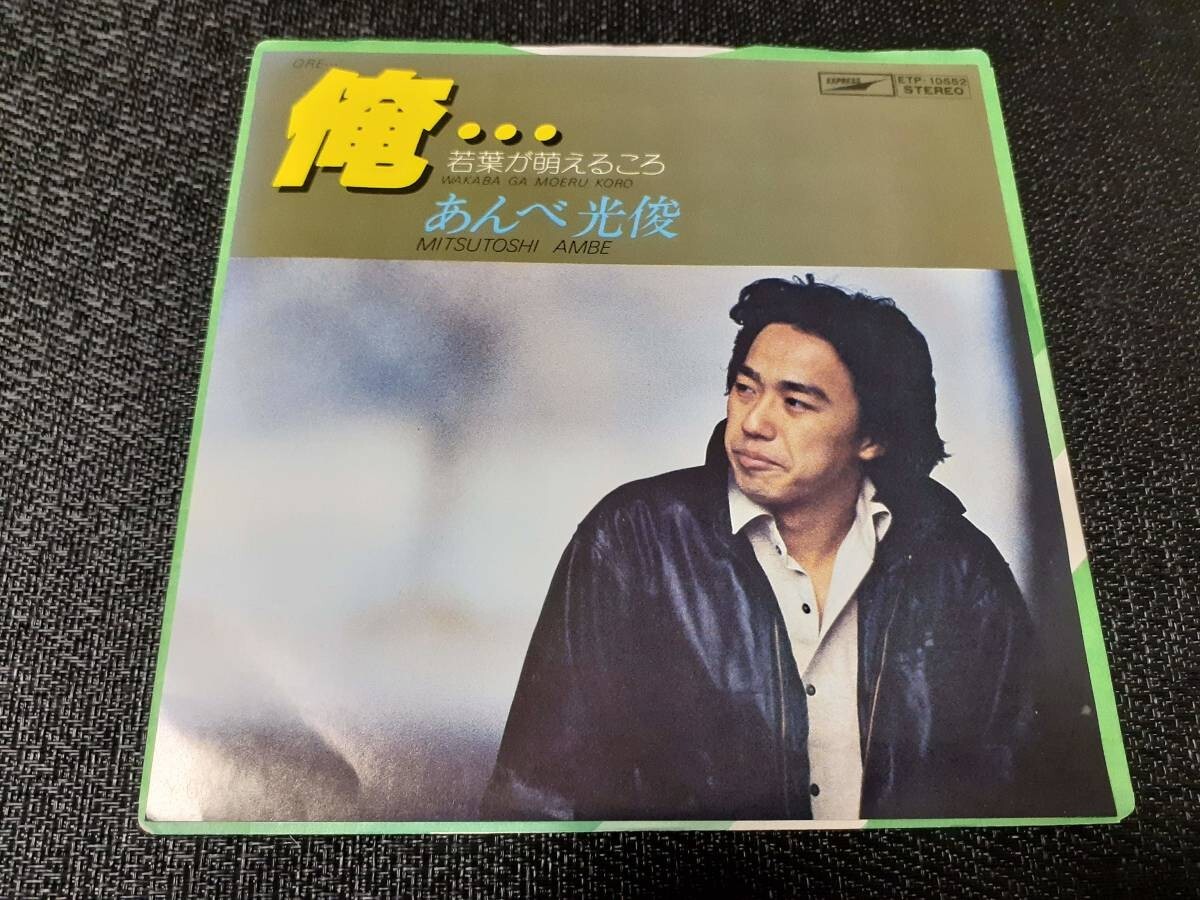 ORE...
俺...
若葉が萌えるころ
WAKABA GA MOERU KORO
あんべ光俊
MITSUTOSHI AMBE
EXPRESS
ETP-10552
STEREO